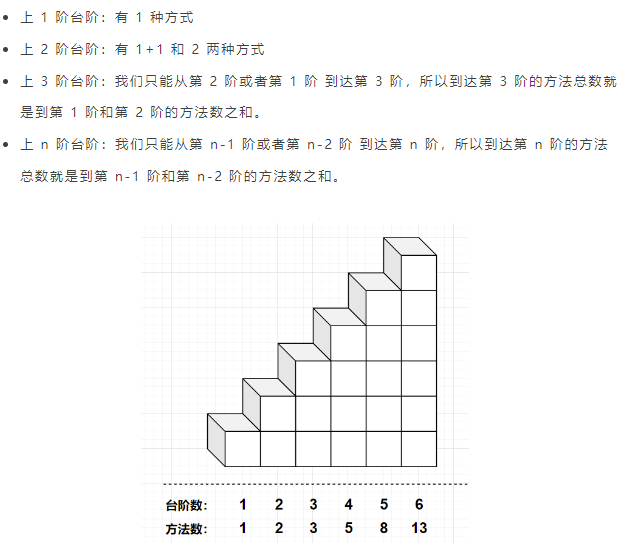 上 1 阶台阶：有 1 种方式
上 2 阶台阶：有 1+1 和 2 两种方式
上 3 阶台阶：我们只能从第 2 阶或者第 1 阶 到达第 3 阶，所以到达第 3 阶的方法总数就
是到第 1 阶和第 2 阶的方法数之和。
上 n 阶台阶：我们只能从第 n-1 阶或者第 n-2 阶 到达第 n 阶，所以到达第 n 阶的方法
总数就是到第 n-1 阶和第 n-2 阶的方法数之和。
台阶数： 1 2 3 4 5 6
方法数： 1 2 3 5 8 13